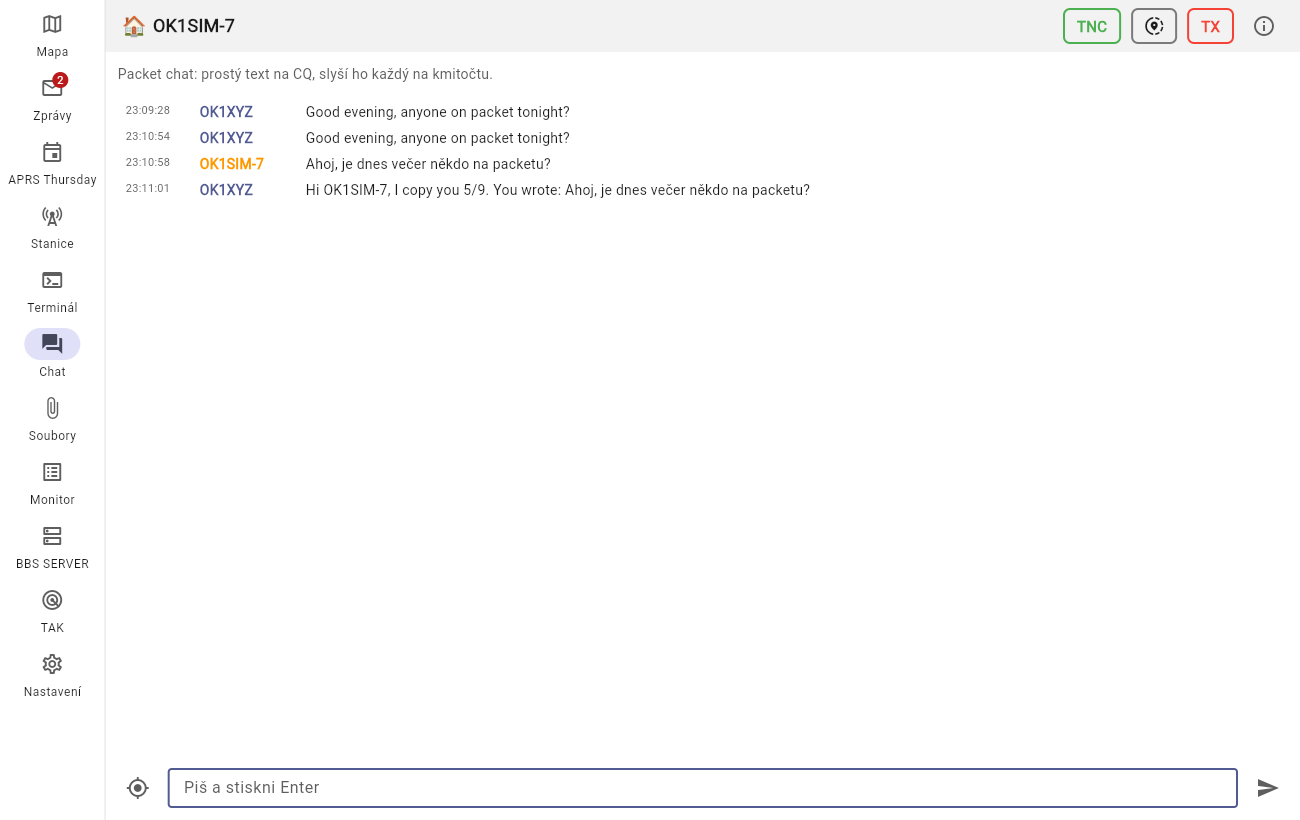 OK1SIM-7
TNC
TX
Mapa
2
Zprávy
APRS Thursday
Stanice
Terminál
Chat
Soubory
Monitor
BBS SERVER
TAK
Nastavení
Packet chat: prostý text na CQ, slyší ho každý na kmitočtu.
23:09:28 OK1XYZ Good evening, anyone on packet tonight?
23:10:54 OK1XYZ Good evening, anyone on packet tonight?
23:10:58 OK1SIM-7 Ahoj, je dnes večer někdo na packetu?
23:11:01 OK1XYZ Hi OK1SIM-7, I copy you 5/9. You wrote: Ahoj, je dnes večer někdo na packetu?
Piš a stiskni Enter